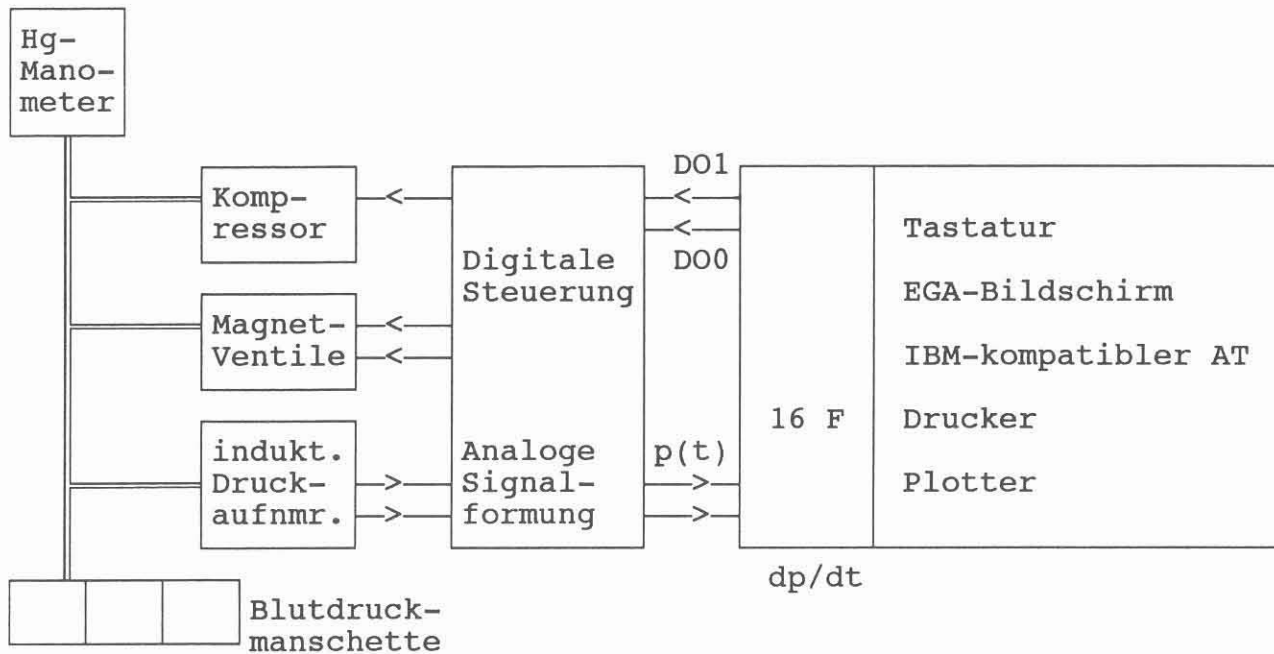 Hg-
Mano-
meter
Komp-
ressor
Magnet-
Ventile
indukt.
Druck-
aufnmr.
Blutdruck-
manschette
Digitale
Steuerung
Analoge
Signal-
formung
DO1
DO0
p(t)
dp/dt
16 F
Tastatur
EGA-Bildschirm
IBM-kompatibler AT
Drucker
Plotter